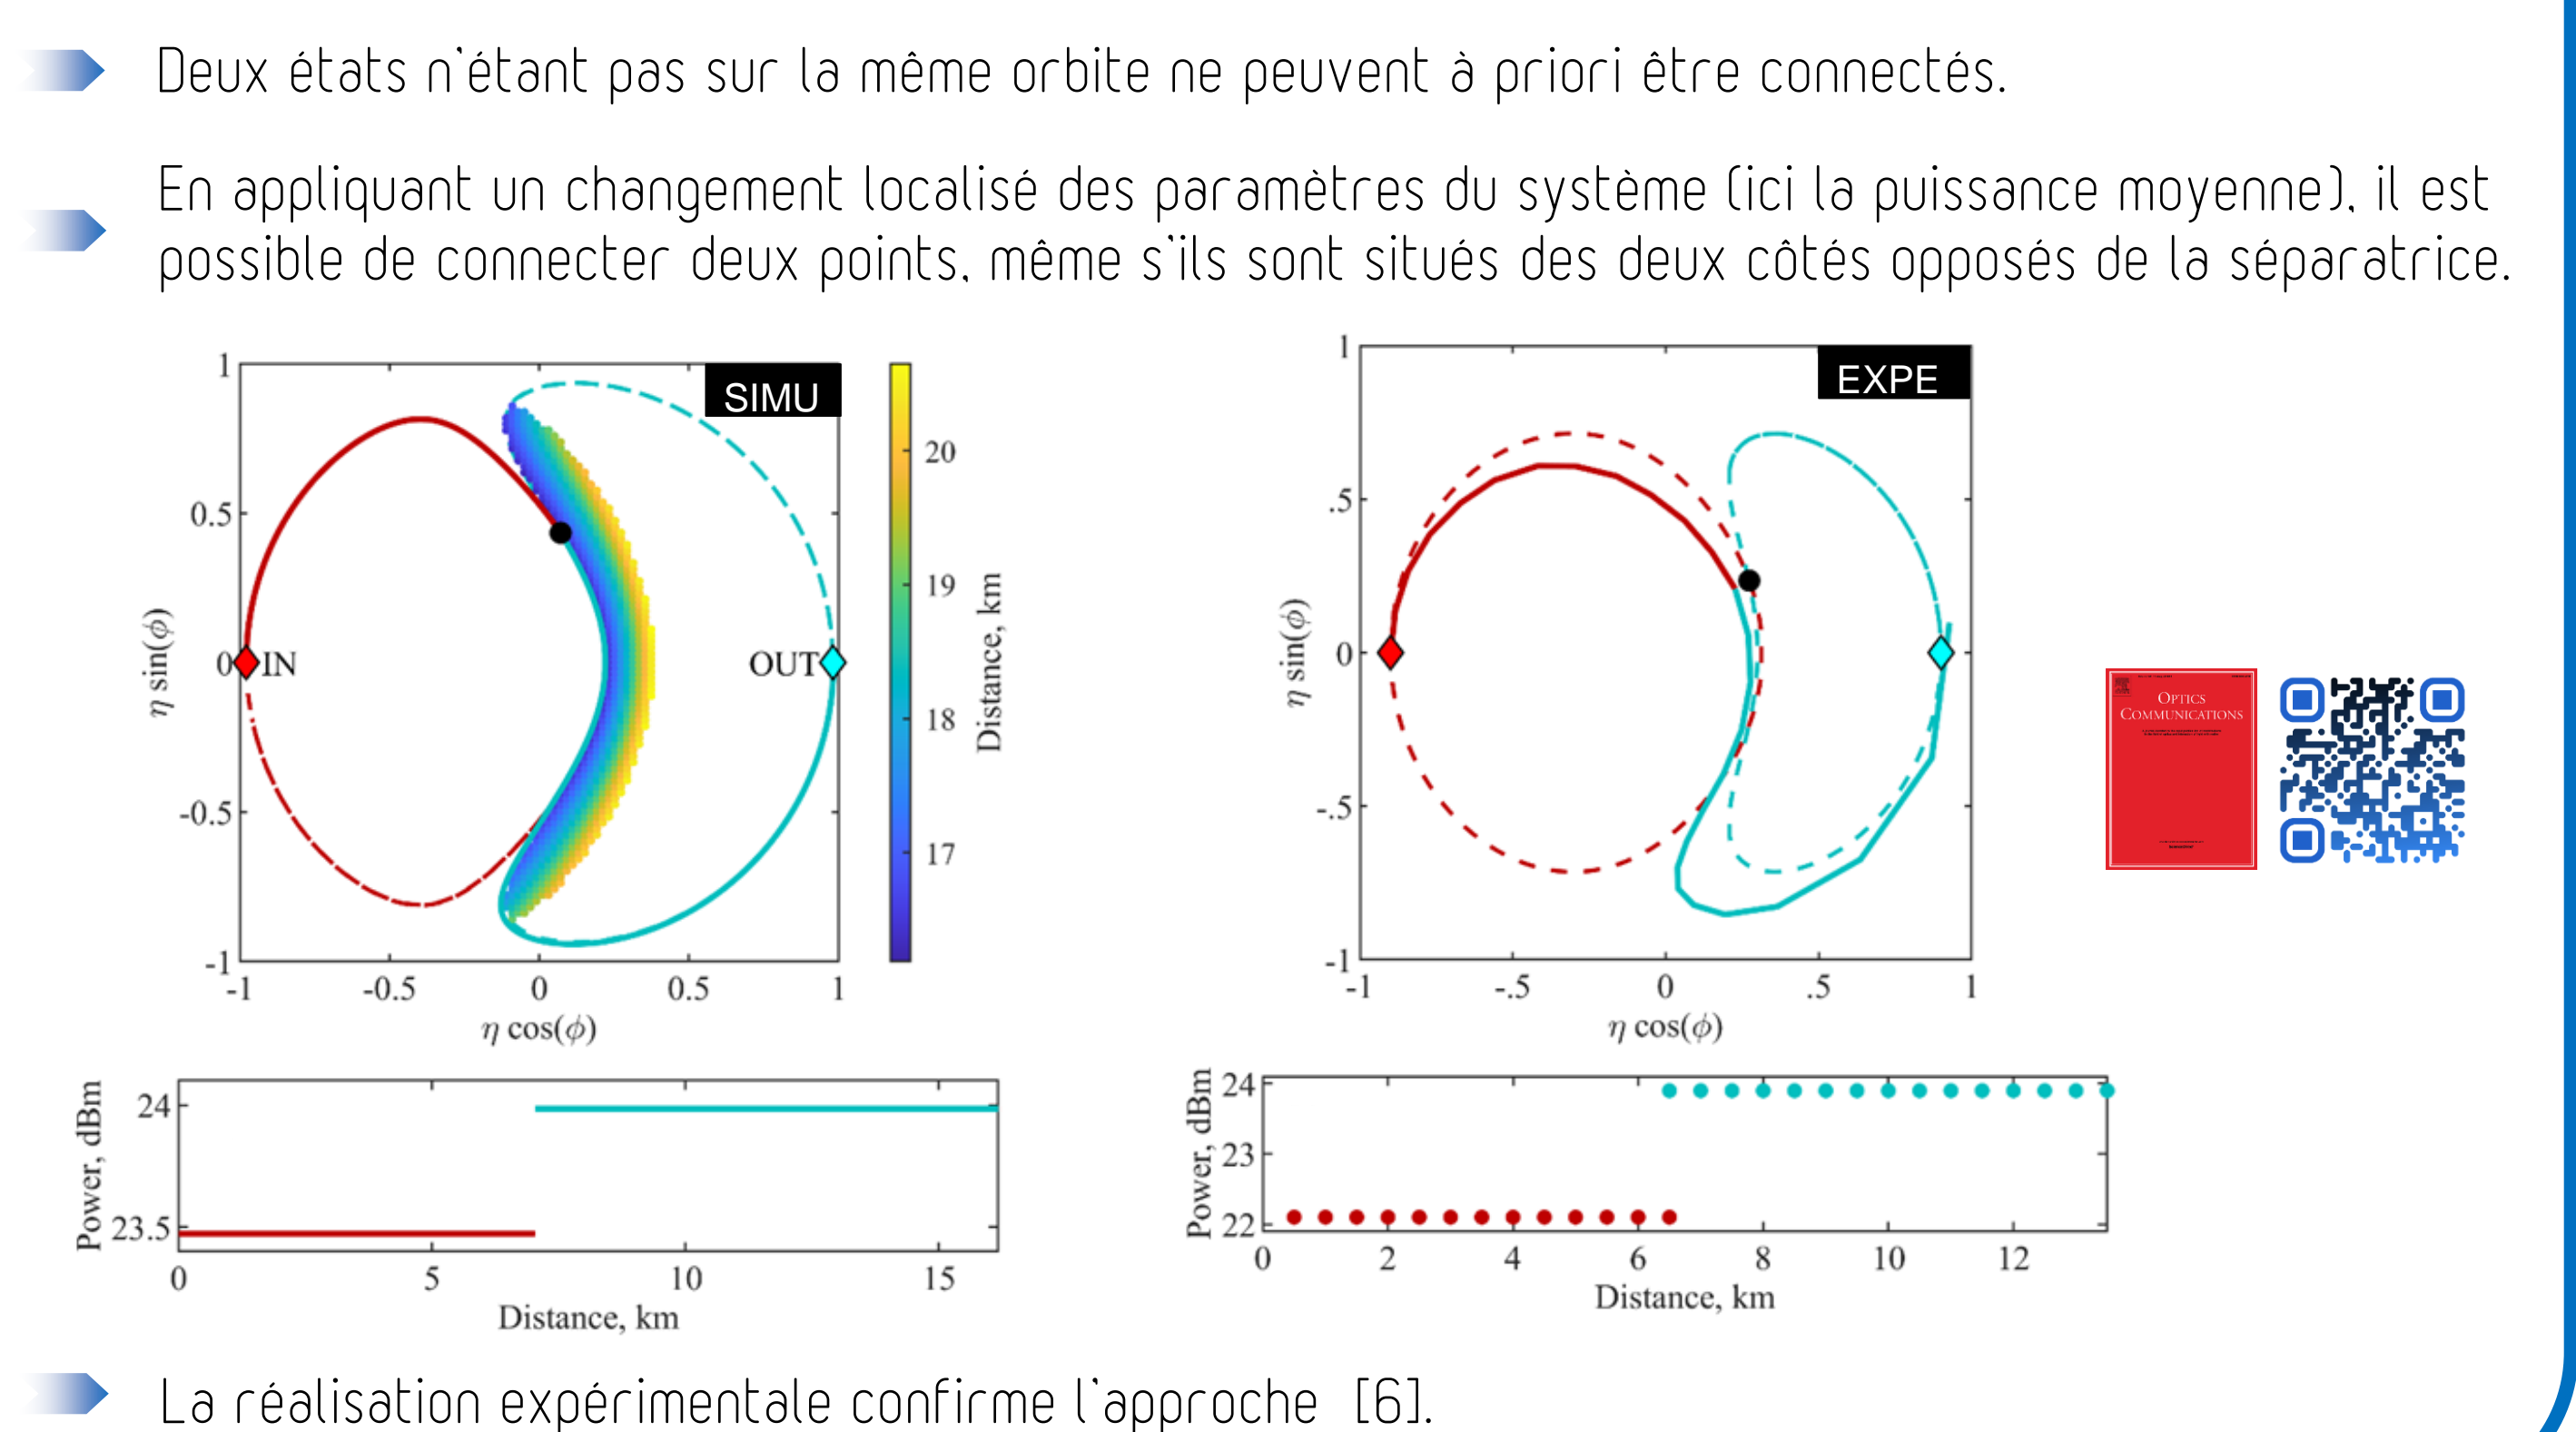 Deux états n'étant pas sur la même orbite ne peuvent à priori être connectés.
En appliquant un changement localisé des paramètres du système (ici la puissance moyenne), il est
possible de connecter deux points, même s'ils sont situés des deux côtés opposés de la séparatrice.
SIMU
1
0.5
0
-0.5
-1
η sin(ϕ)
IN
OUT
-1 -0.5 0 0.5 1
η cos(ϕ)
20
19
18
17
Distance, km
EXPE
1
.5
0
-.5
-1
η sin(ϕ)
-1 -.5 0 .5 1
η cos(ϕ)
OPTICS
COMMUNICATIONS
24
23.5
Power, dBm
0 5 10 15
Distance, km
24
23
22
Power, dBm
0 2 4 6 8 10 12
Distance, km
La réalisation expérimentale confirme l'approche [6].